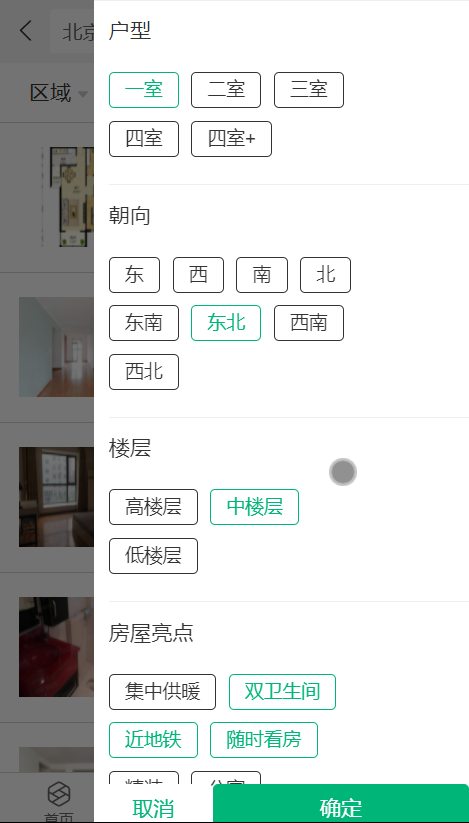 北京
区域
户型
一室 二室 三室
四室 四室+
朝向
东 西 南 北
东南 东北 西南
西北
楼层
高楼层 中楼层
低楼层
房屋亮点
集中供暖 双卫生间
近地铁 随时看房
精装
取消 确定
首页